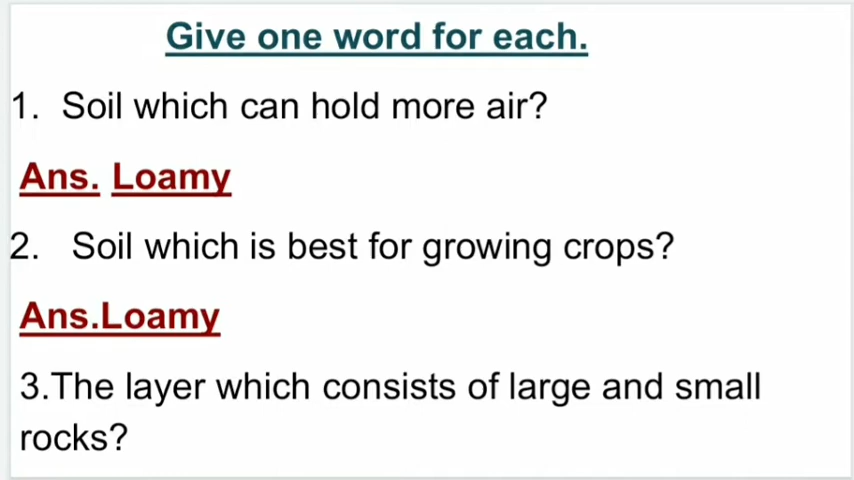 Give one word for each.
1. Soil which can hold more air?
Ans. Loamy
2. Soil which is best for growing crops?
Ans.Loamy
3.The layer which consists of large and small
rocks?